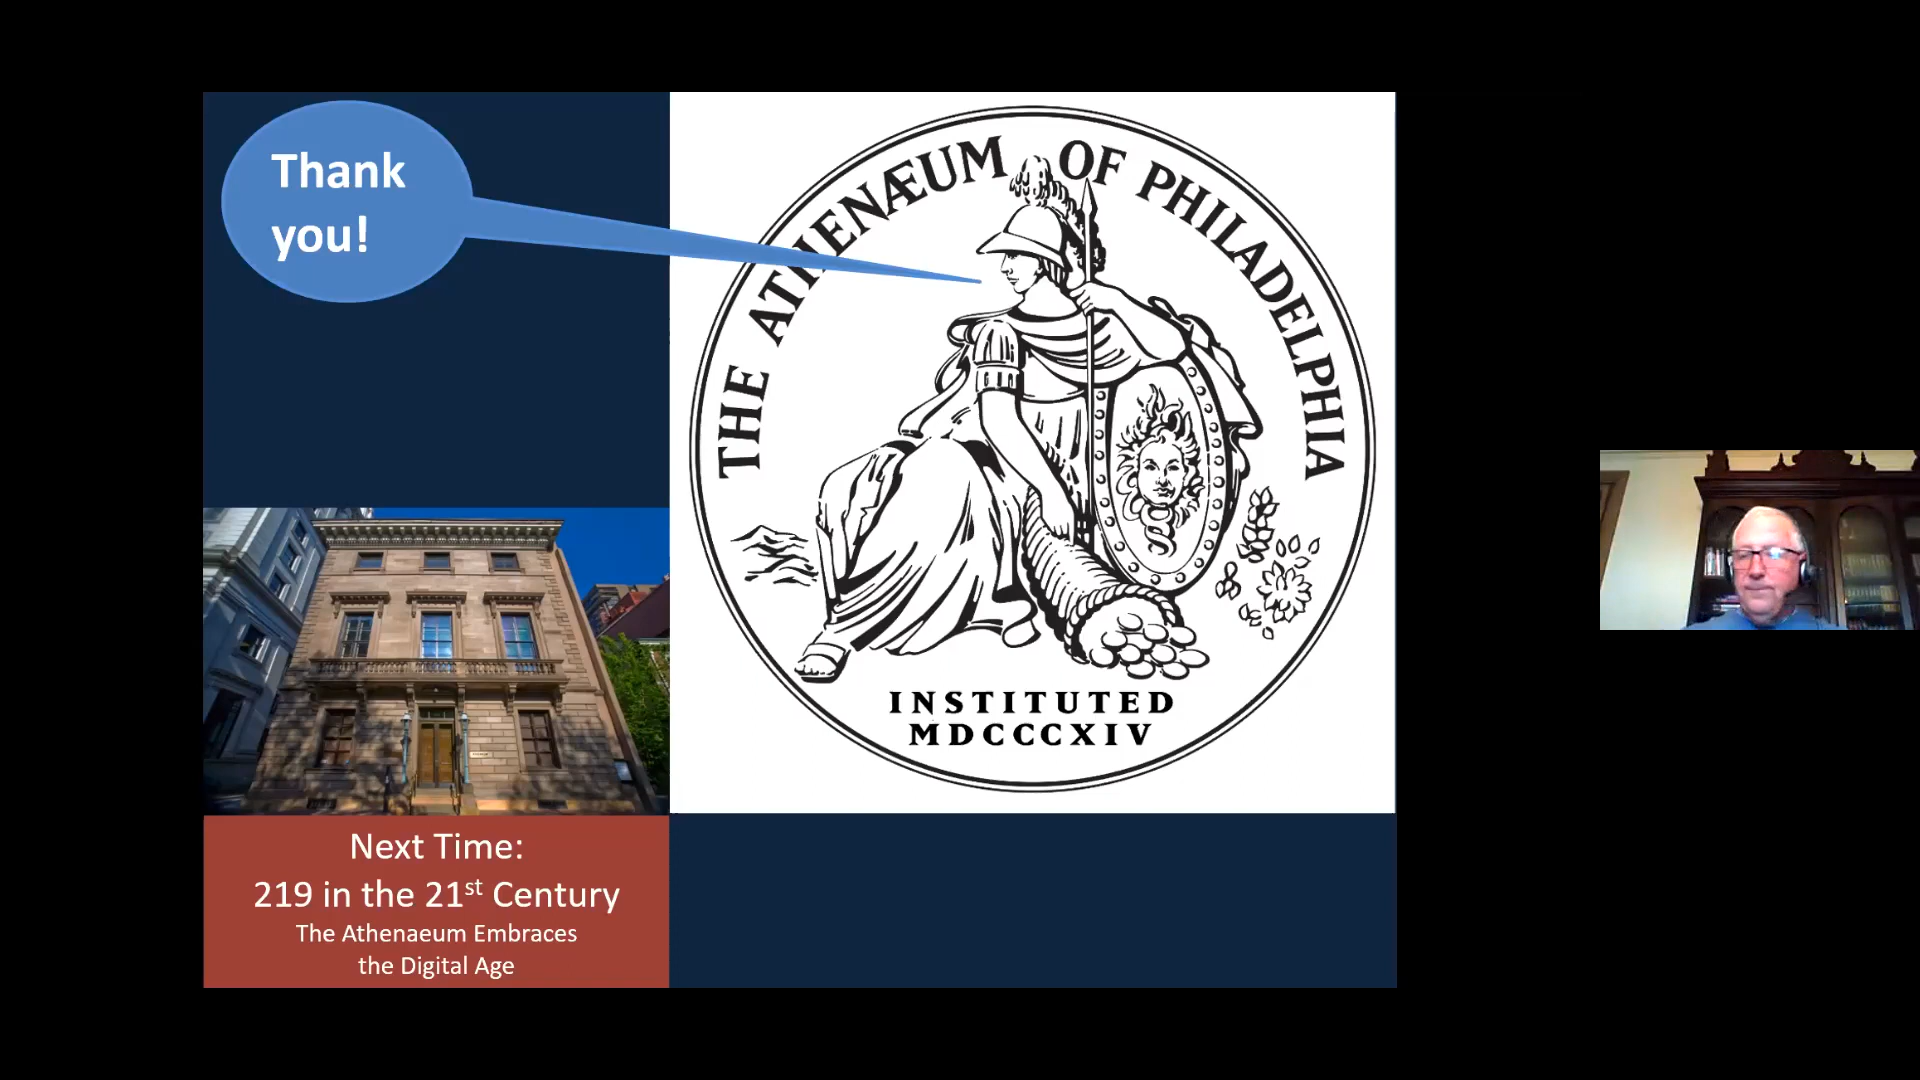 Thank
you!
THE ATHENÆUM OF PHILADELPHIA
INSTITUTED
MDCCCXIV
Next Time:
219 in the 21st Century
The Athenaeum Embraces
the Digital Age